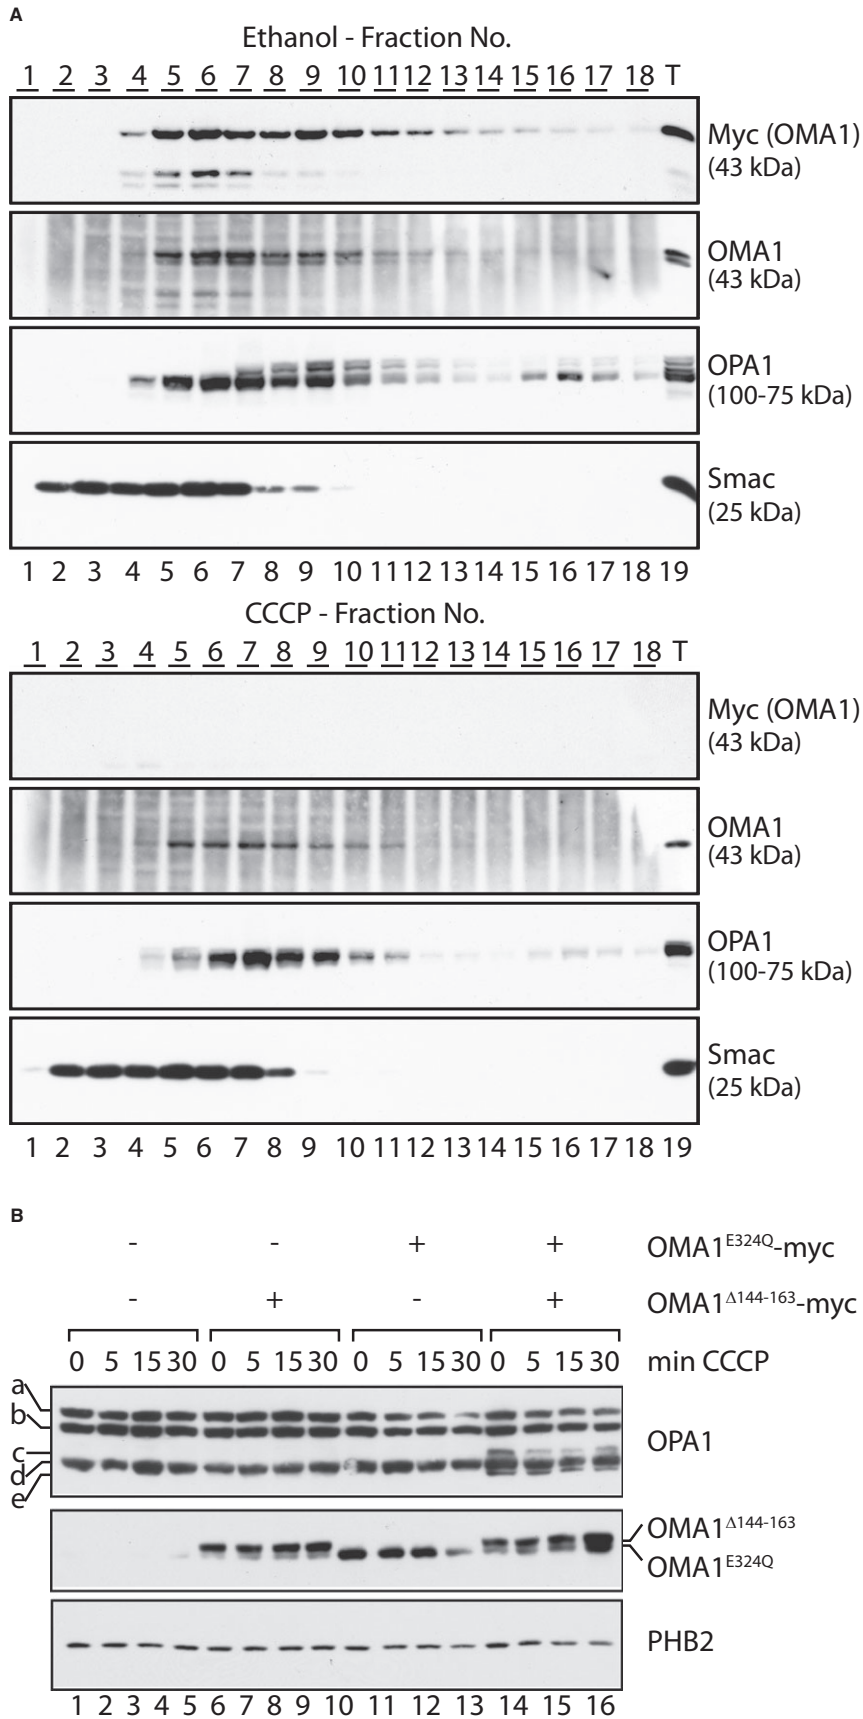 A
Ethanol - Fraction No.
1 2 3 4 5 6 7 8 9 10 11 12 13 14 15 16 17 18 T
Myc (OMA1)
(43 kDa)
OMA1
(43 kDa)
OPA1
(100-75 kDa)
Smac
(25 kDa)
1 2 3 4 5 6 7 8 9 10 11 12 13 14 15 16 17 18 19
CCCP - Fraction No.
1 2 3 4 5 6 7 8 9 10 11 12 13 14 15 16 17 18 T
Myc (OMA1)
(43 kDa)
OMA1
(43 kDa)
OPA1
(100-75 kDa)
Smac
(25 kDa)
1 2 3 4 5 6 7 8 9 10 11 12 13 14 15 16 17 18 19
B
- - + + OMA1E324Q-myc
- + - + OMA1Δ144-163-myc
0 5 15 30 0 5 15 30 0 5 15 30 0 5 15 30 min CCCP
a
b
c
d
e
OPA1
OMA1Δ144-163
OMA1E324Q
PHB2
1 2 3 4 5 6 7 8 9 10 11 12 13 14 15 16